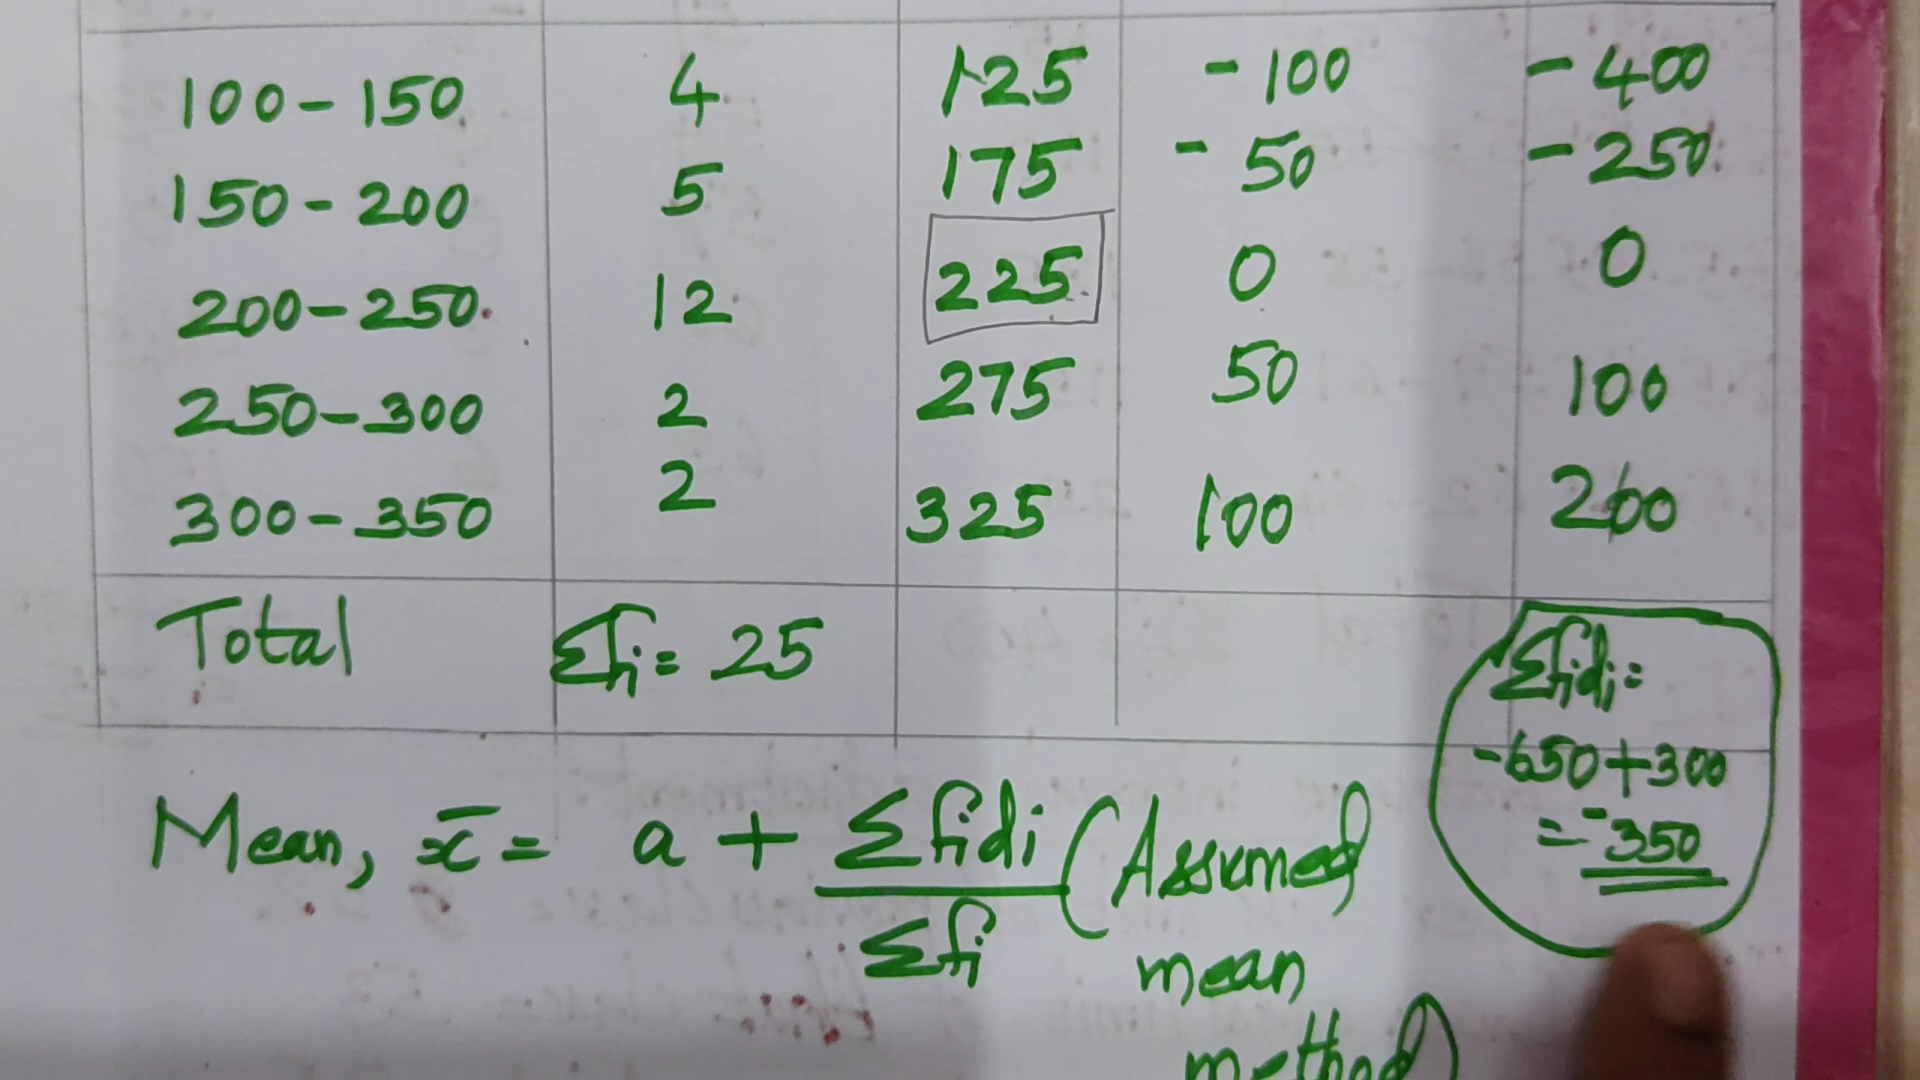 100-150 4 125 -100 -400
150-200 5 175 -50 -250
200-250 12 225 0 0
250-300 2 275 50 100
300-350 2 325 100 200
Total Σfi= 25 Σfidi=
-650+300
=-350
Mean, x̄ = a + Σfidi/Σfi (Assumed
mean
method)